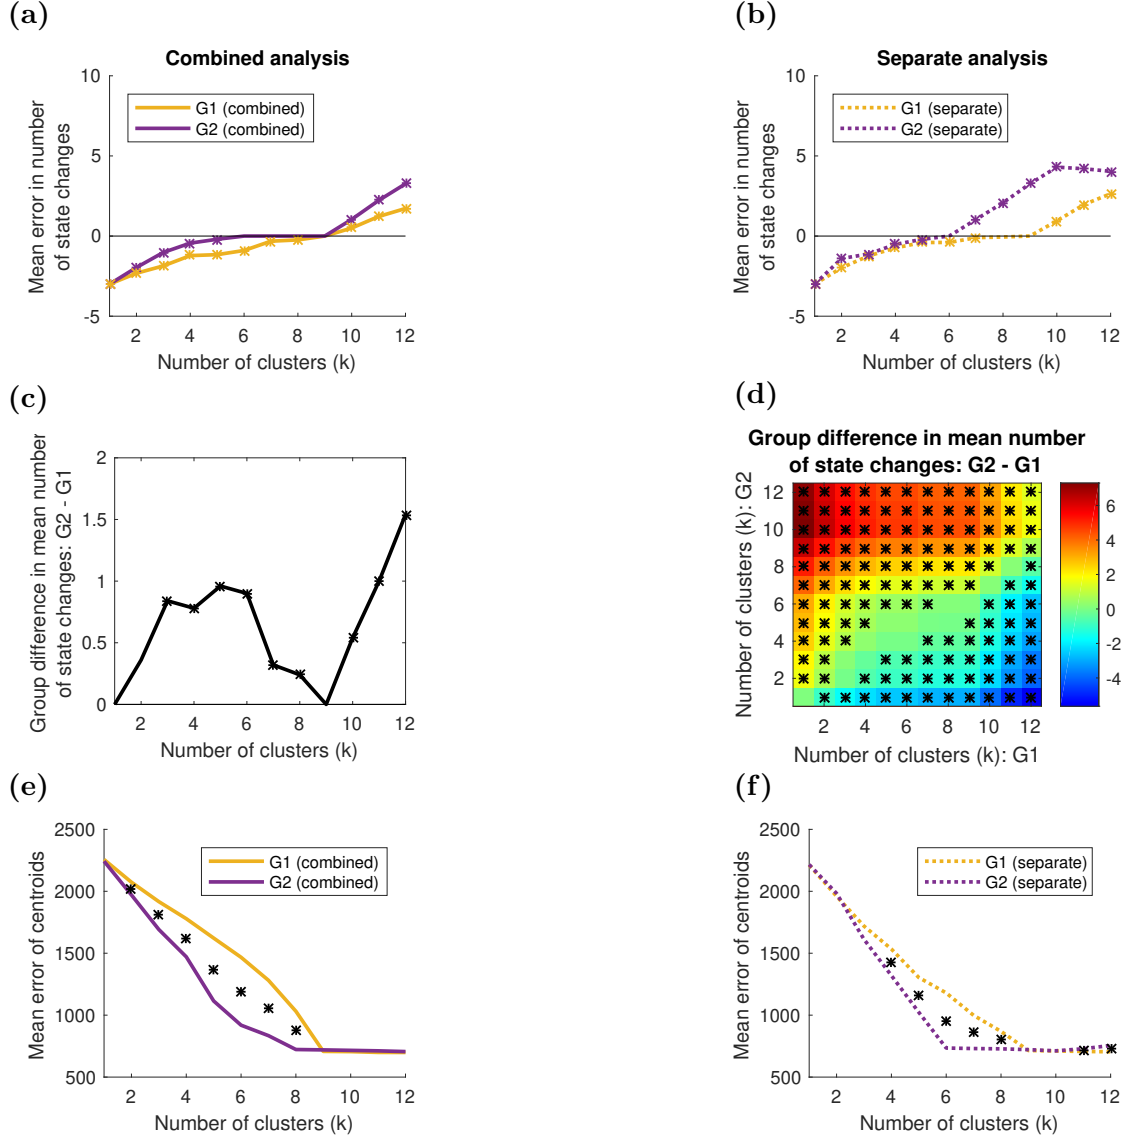 (a)
Combined analysis
Mean error in number
of state changes
10
5
0
-5
G1 (combined)
G2 (combined)
2 4 6 8 10 12
Number of clusters (k)
(b)
Separate analysis
Mean error in number
of state changes
10
5
0
-5
G1 (separate)
G2 (separate)
2 4 6 8 10 12
Number of clusters (k)
(c)
Group difference in mean number
of state changes: G2 - G1
2
1.5
1
0.5
0
2 4 6 8 10 12
Number of clusters (k)
(d)
Group difference in mean number
of state changes: G2 - G1
Number of clusters (k): G2
12
10
8
6
4
2
2 4 6 8 10 12
Number of clusters (k): G1
6
4
2
0
-2
-4
(e)
Mean error of centroids
2500
2000
1500
1000
500
G1 (combined)
G2 (combined)
2 4 6 8 10 12
Number of clusters (k)
(f)
Mean error of centroids
2500
2000
1500
1000
500
G1 (separate)
G2 (separate)
2 4 6 8 10 12
Number of clusters (k)